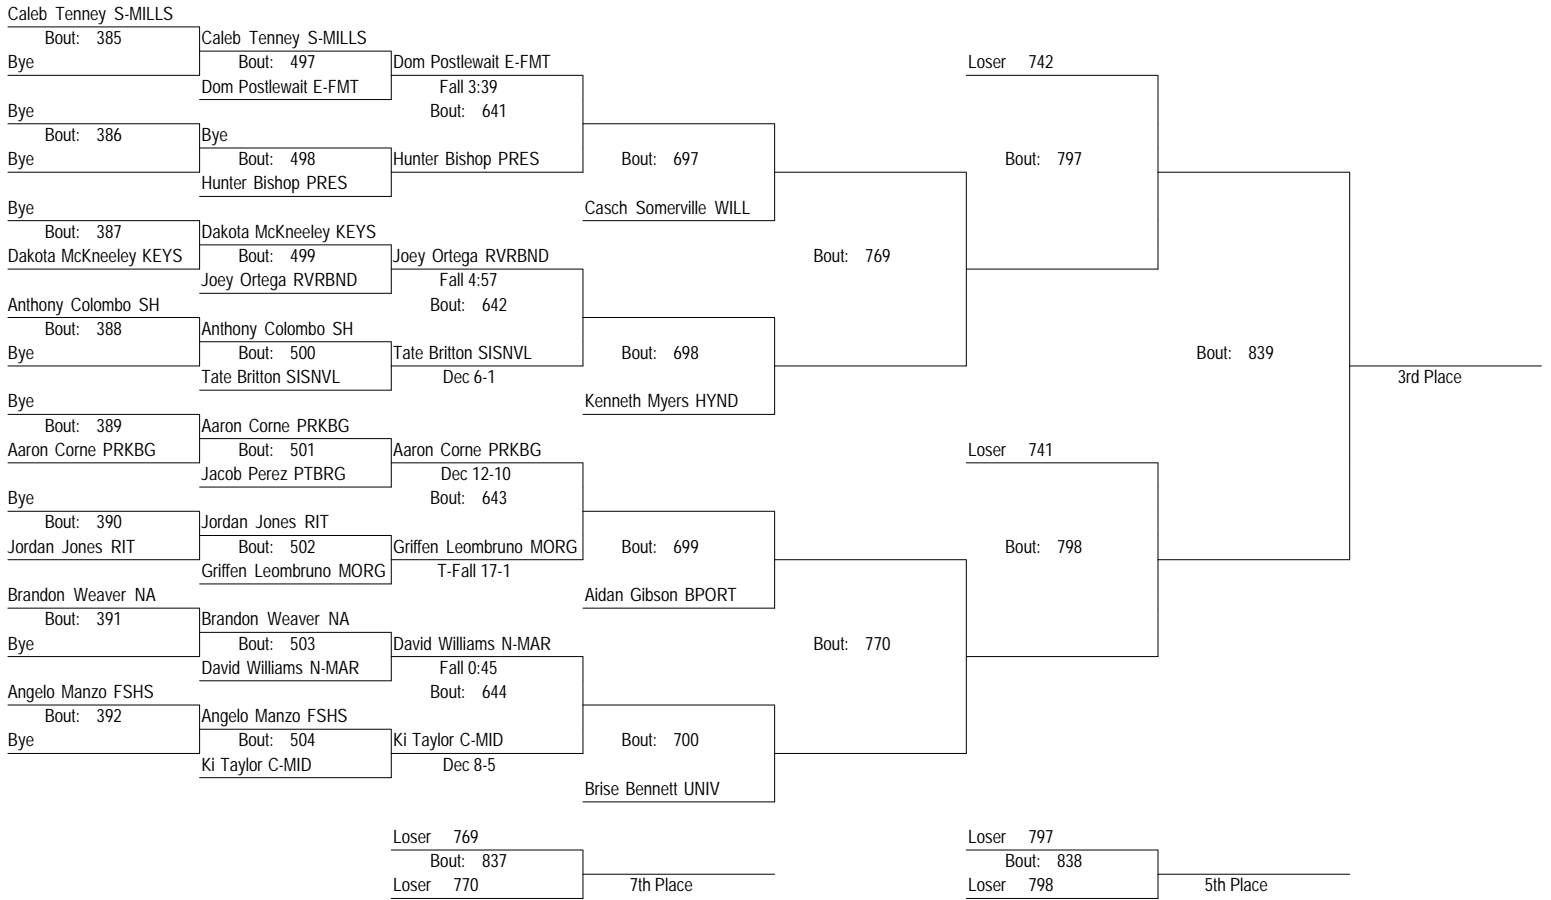 Caleb Tenney S-MILLS
Bout: 385
Bye
Bye
Bout: 386
Bye
Bye
Bout: 387
Dakota McKneeley KEYS
Anthony Colombo SH
Bout: 388
Bye
Bye
Bout: 389
Aaron Corne PRKBG
Bye
Bout: 390
Jordan Jones RIT
Brandon Weaver NA
Bout: 391
Bye
Angelo Manzo FSHS
Bout: 392
Bye
Caleb Tenney S-MILLS
Bout: 497
Dom Postlewait E-FMT
Bye
Bout: 498
Hunter Bishop PRES
Dakota McKneeley KEYS
Bout: 499
Joey Ortega RVRBND
Anthony Colombo SH
Bout: 500
Tate Britton SISNVL
Aaron Corne PRKBG
Bout: 501
Jacob Perez PTBRG
Jordan Jones RIT
Bout: 502
Griffen Leombruno MORG
Brandon Weaver NA
Bout: 503
David Williams N-MAR
Angelo Manzo FSHS
Bout: 504
Ki Taylor C-MID
Dom Postlewait E-FMT
Fall 3:39
Bout: 641
Hunter Bishop PRES
Joey Ortega RVRBND
Fall 4:57
Bout: 642
Tate Britton SISNVL
Dec 6-1
Aaron Corne PRKBG
Dec 12-10
Bout: 643
Griffen Leombruno MORG
T-Fall 17-1
David Williams N-MAR
Fall 0:45
Bout: 644
Ki Taylor C-MID
Dec 8-5
Bout: 697
Casch Somerville WILL
Bout: 698
Kenneth Myers HYND
Bout: 699
Aidan Gibson BPORT
Bout: 700
Brise Bennett UNIV
Bout: 769
Bout: 770
Loser 742
Bout: 797
Loser 741
Bout: 798
Bout: 839
3rd Place
Loser 769
Bout: 837
Loser 770
7th Place
Loser 797
Bout: 838
Loser 798
5th Place